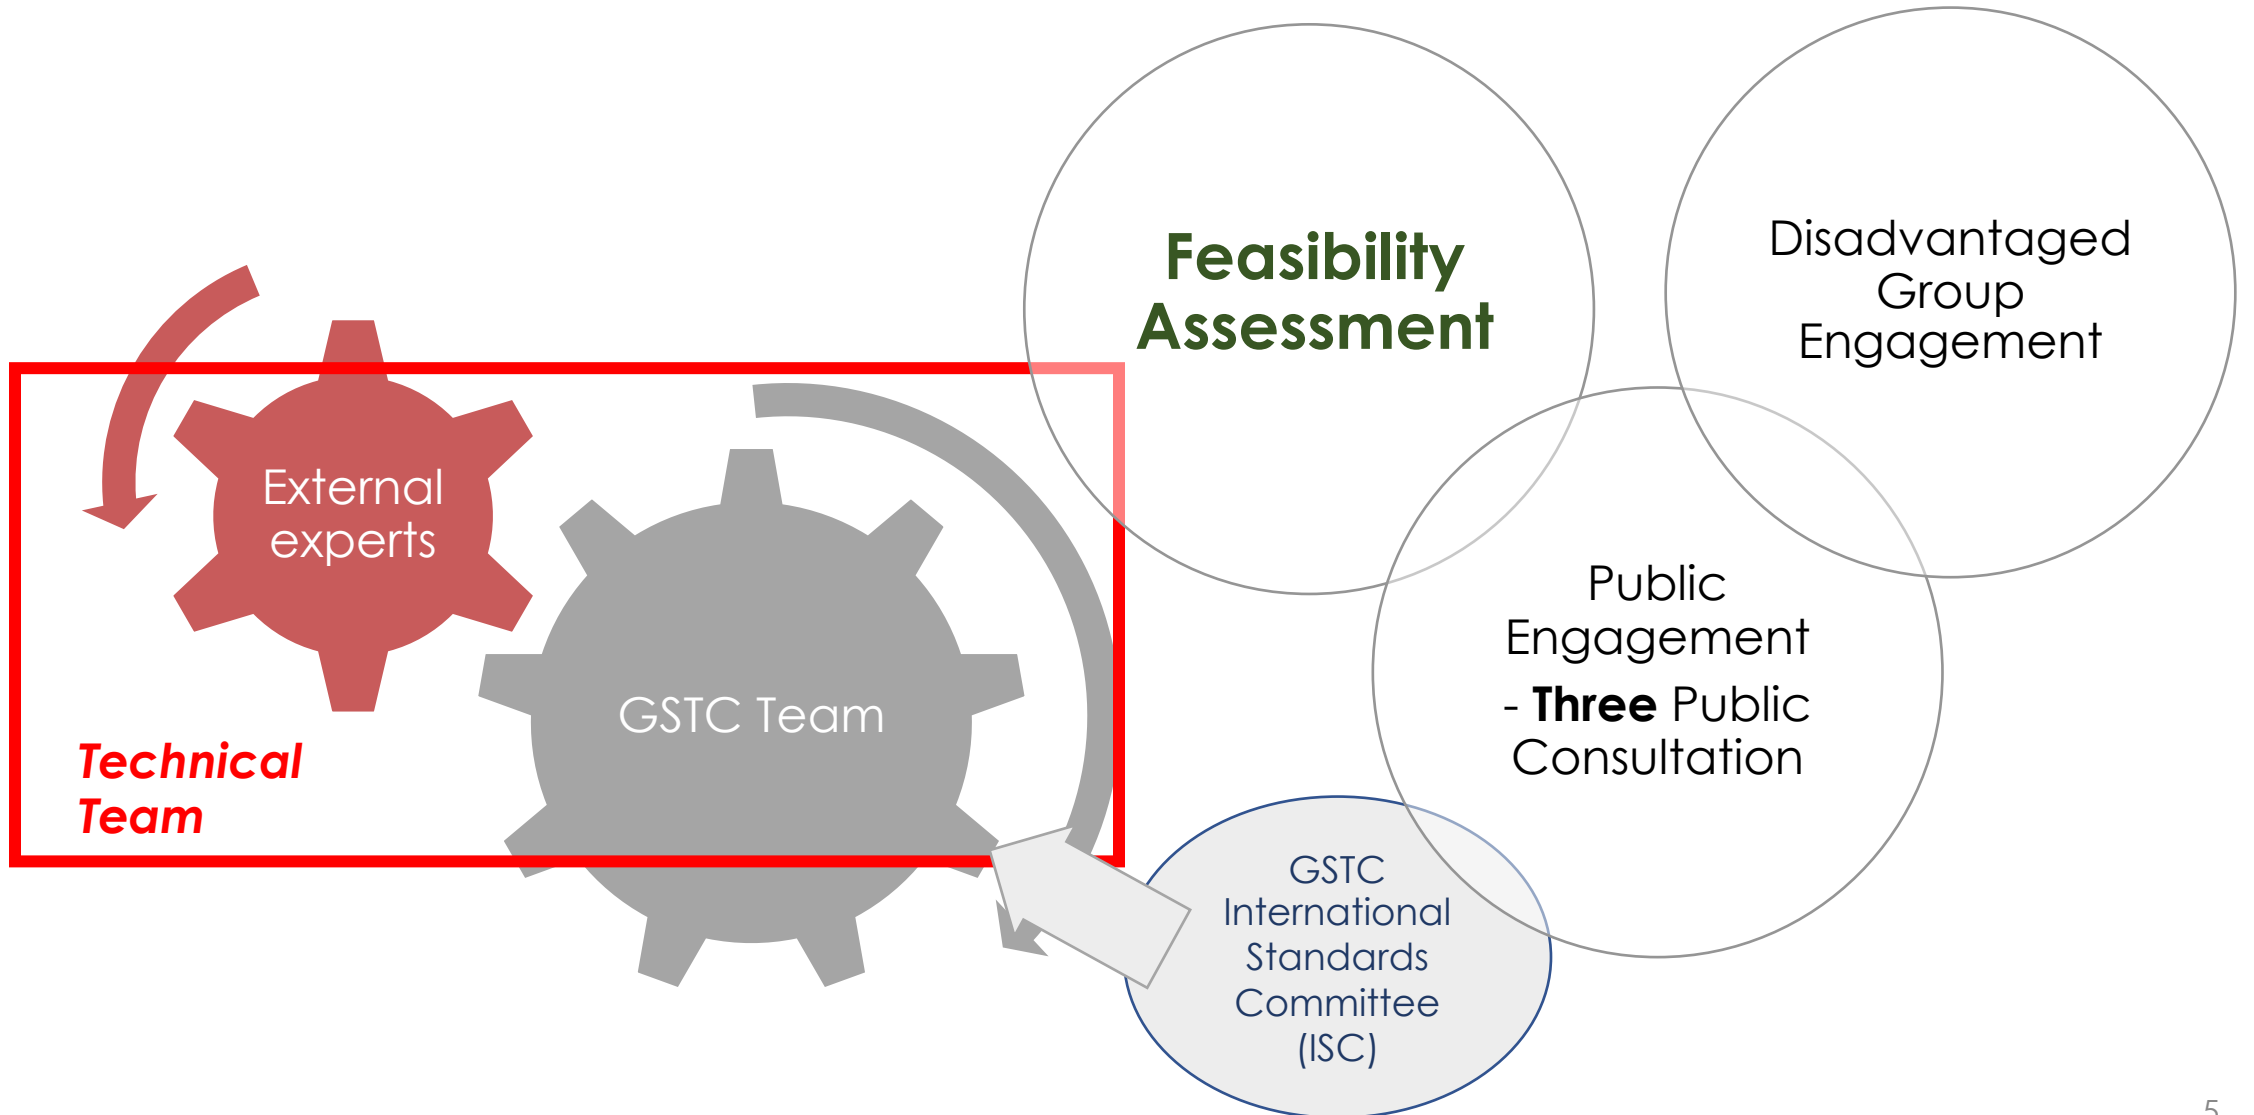 External
experts
GSTC Team
Technical
Team
Feasibility
Assessment
Disadvantaged
Group
Engagement
Public
Engagement
- Three Public
Consultation
GSTC
International
Standards
Committee
(ISC)
5